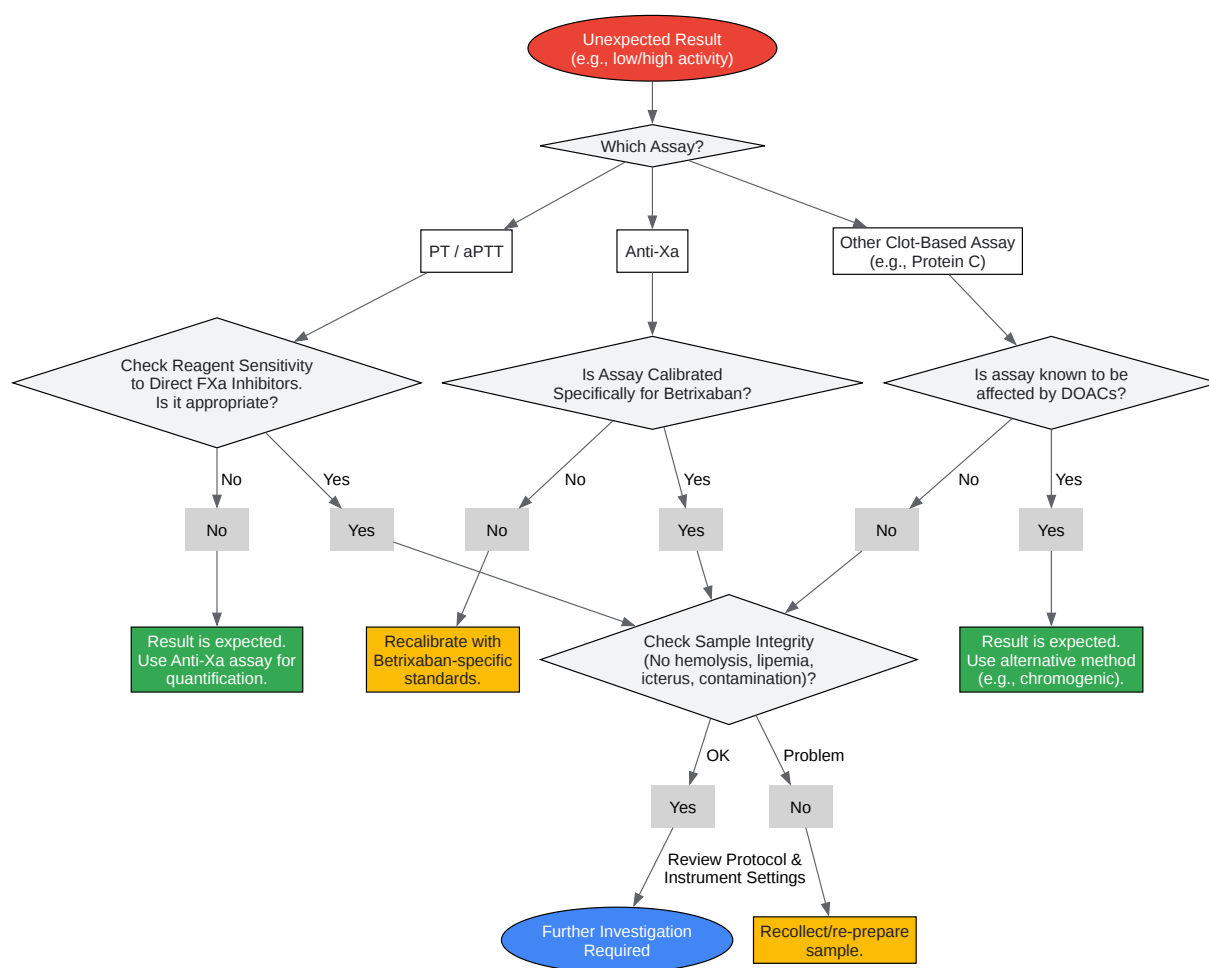 Unexpected Result
(e.g., low/high activity)
Which Assay?
PT / aPTT
Anti-Xa
Other Clot-Based Assay
(e.g., Protein C)
Check Reagent Sensitivity
to Direct FXa Inhibitors.
Is it appropriate?
Is Assay Calibrated
Specifically for Betrixaban?
Is assay known to be
affected by DOACs?
No
Yes
No
Yes
No
Yes
No
Yes
No
Yes
No
Yes
Result is expected.
Use Anti-Xa assay for
quantification.
Recalibrate with
Betrixaban-specific
standards.
Check Sample Integrity
(No hemolysis, lipemia,
icterus, contamination)?
Result is expected.
Use alternative method
(e.g., chromogenic).
OK
Problem
Yes
No
Review Protocol &
Instrument Settings
Further Investigation
Required
Recollect/re-prepare
sample.